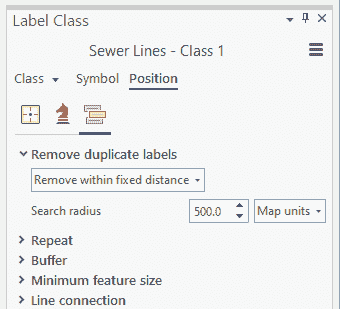 Label Class
Sewer Lines - Class 1
Class Symbol Position
Remove duplicate labels
Remove within fixed distance
Search radius 500.0 Map units
Repeat
Buffer
Minimum feature size
Line connection